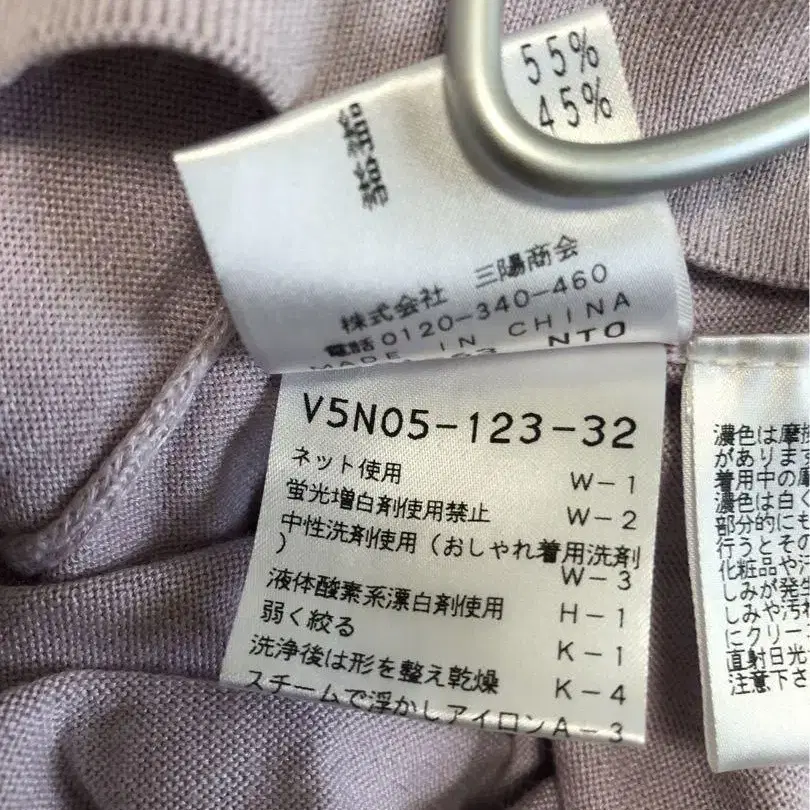 55%
45%
株式会社 三陽商会
電話0120-340-460
MADE IN CHINA
NTO
V5N05-123-32
ネット使用 W-1
蛍光増白剤使用禁止 W-2
中性洗剤使用(おしゃれ着用洗剤
) W-3
液体酸素系漂白剤使用 H-1
弱く絞る K-1
洗浄後は形を整え乾燥 K-4
スチームで浮かしアイロンA-3
濃色は摩擦
があります
着用中の摩
濃色は白
部分的に
行うとその
化粧品や汗
しみが発
しみや汚
にクリー
直射日光
注意下さ